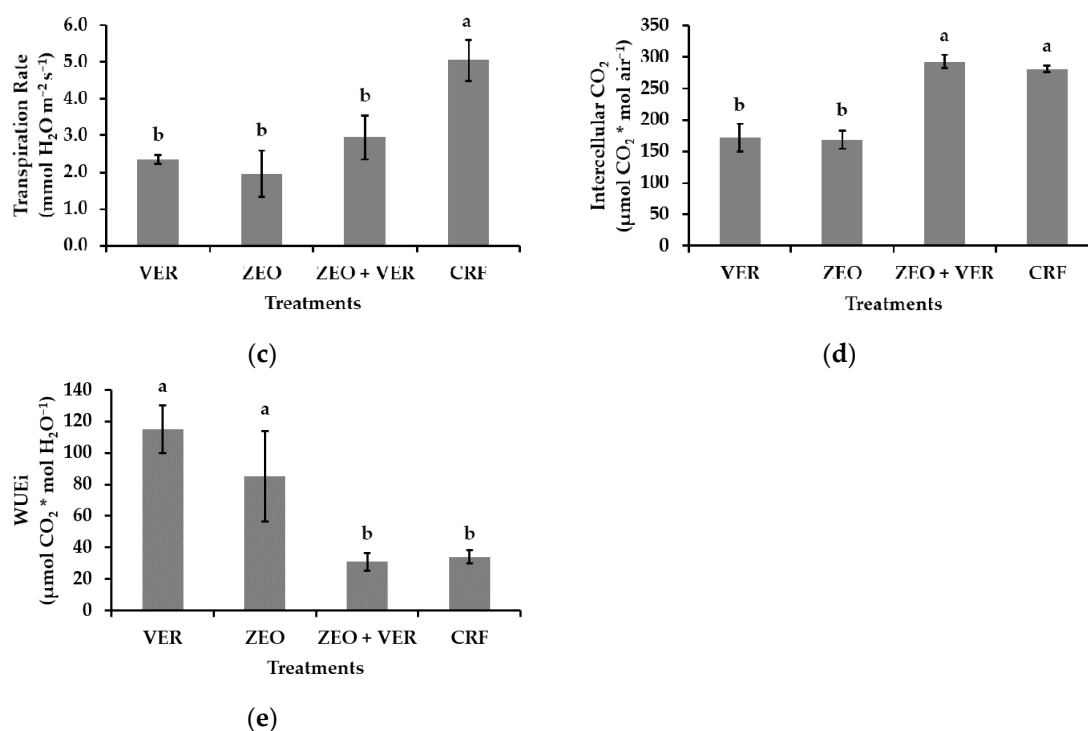 Transpiration Rate
(mmol H₂O m⁻² s⁻¹)
6.0
5.0
4.0
3.0
2.0
1.0
0.0
b
b
b
a
VER
ZEO
ZEO + VER
CRF
Treatments
(c)
Intercellular CO₂
(μmol CO₂ * mol air⁻¹)
350
300
250
200
150
100
50
0
b
b
a
a
VER
ZEO
ZEO + VER
CRF
Treatments
(d)
WUEi
(μmol CO₂ * mol H₂O⁻¹)
140
120
100
80
60
40
20
0
a
a
b
b
VER
ZEO
ZEO + VER
CRF
Treatments
(e)